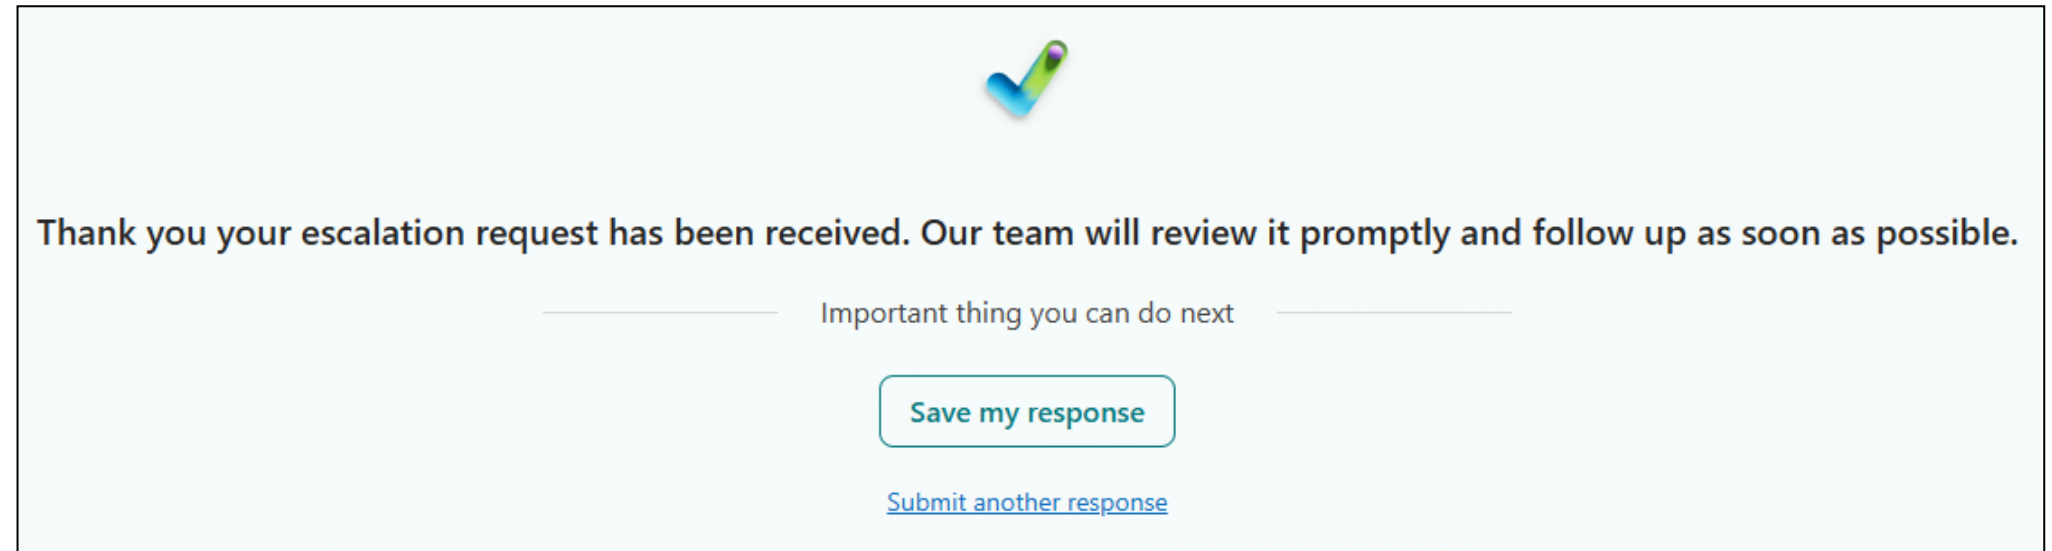 Thank you your escalation request has been received. Our team will review it promptly and follow up as soon as possible.
Important thing you can do next
Save my response
Submit another response